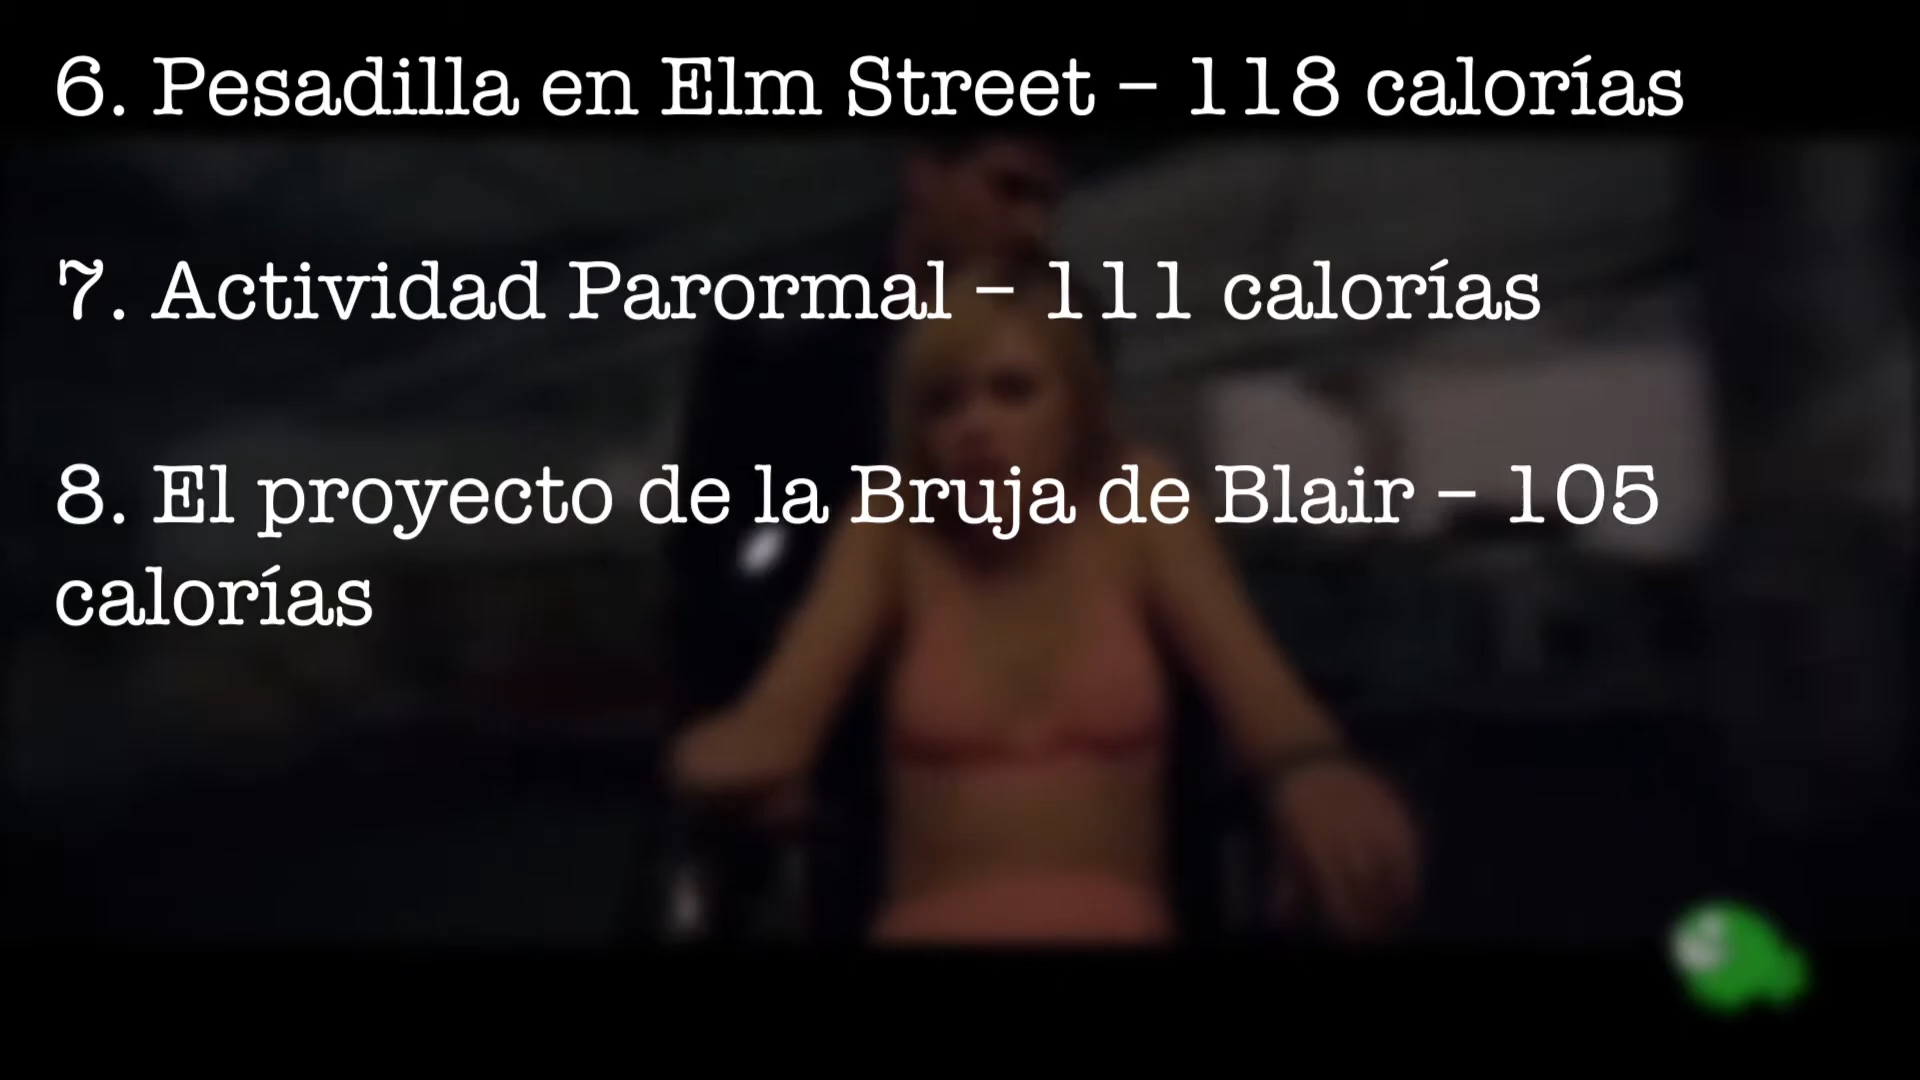 6. Pesadilla en Elm Street – 118 calorías
7. Actividad Parormal – 111 calorías
8. El proyecto de la Bruja de Blair – 105
calorías